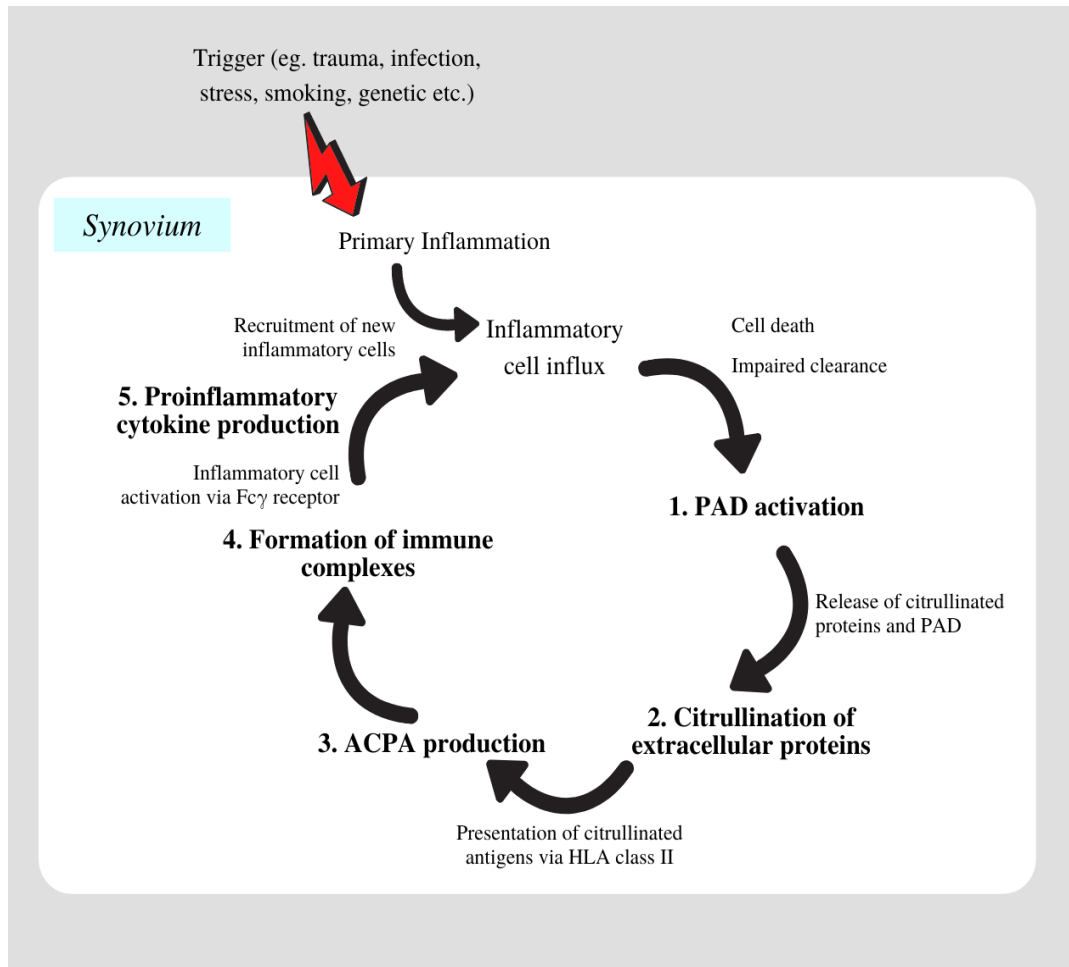 Trigger (eg. trauma, infection,
stress, smoking, genetic etc.)
Synovium
Primary Inflammation
Inflammatory
cell influx
Cell death
Impaired clearance
1. PAD activation
Release of citrullinated
proteins and PAD
2. Citrullination of
extracellular proteins
Presentation of citrullinated
antigens via HLA class II
3. ACPA production
4. Formation of immune
complexes
Inflammatory cell
activation via Fcγ receptor
5. Proinflammatory
cytokine production
Recruitment of new
inflammatory cells